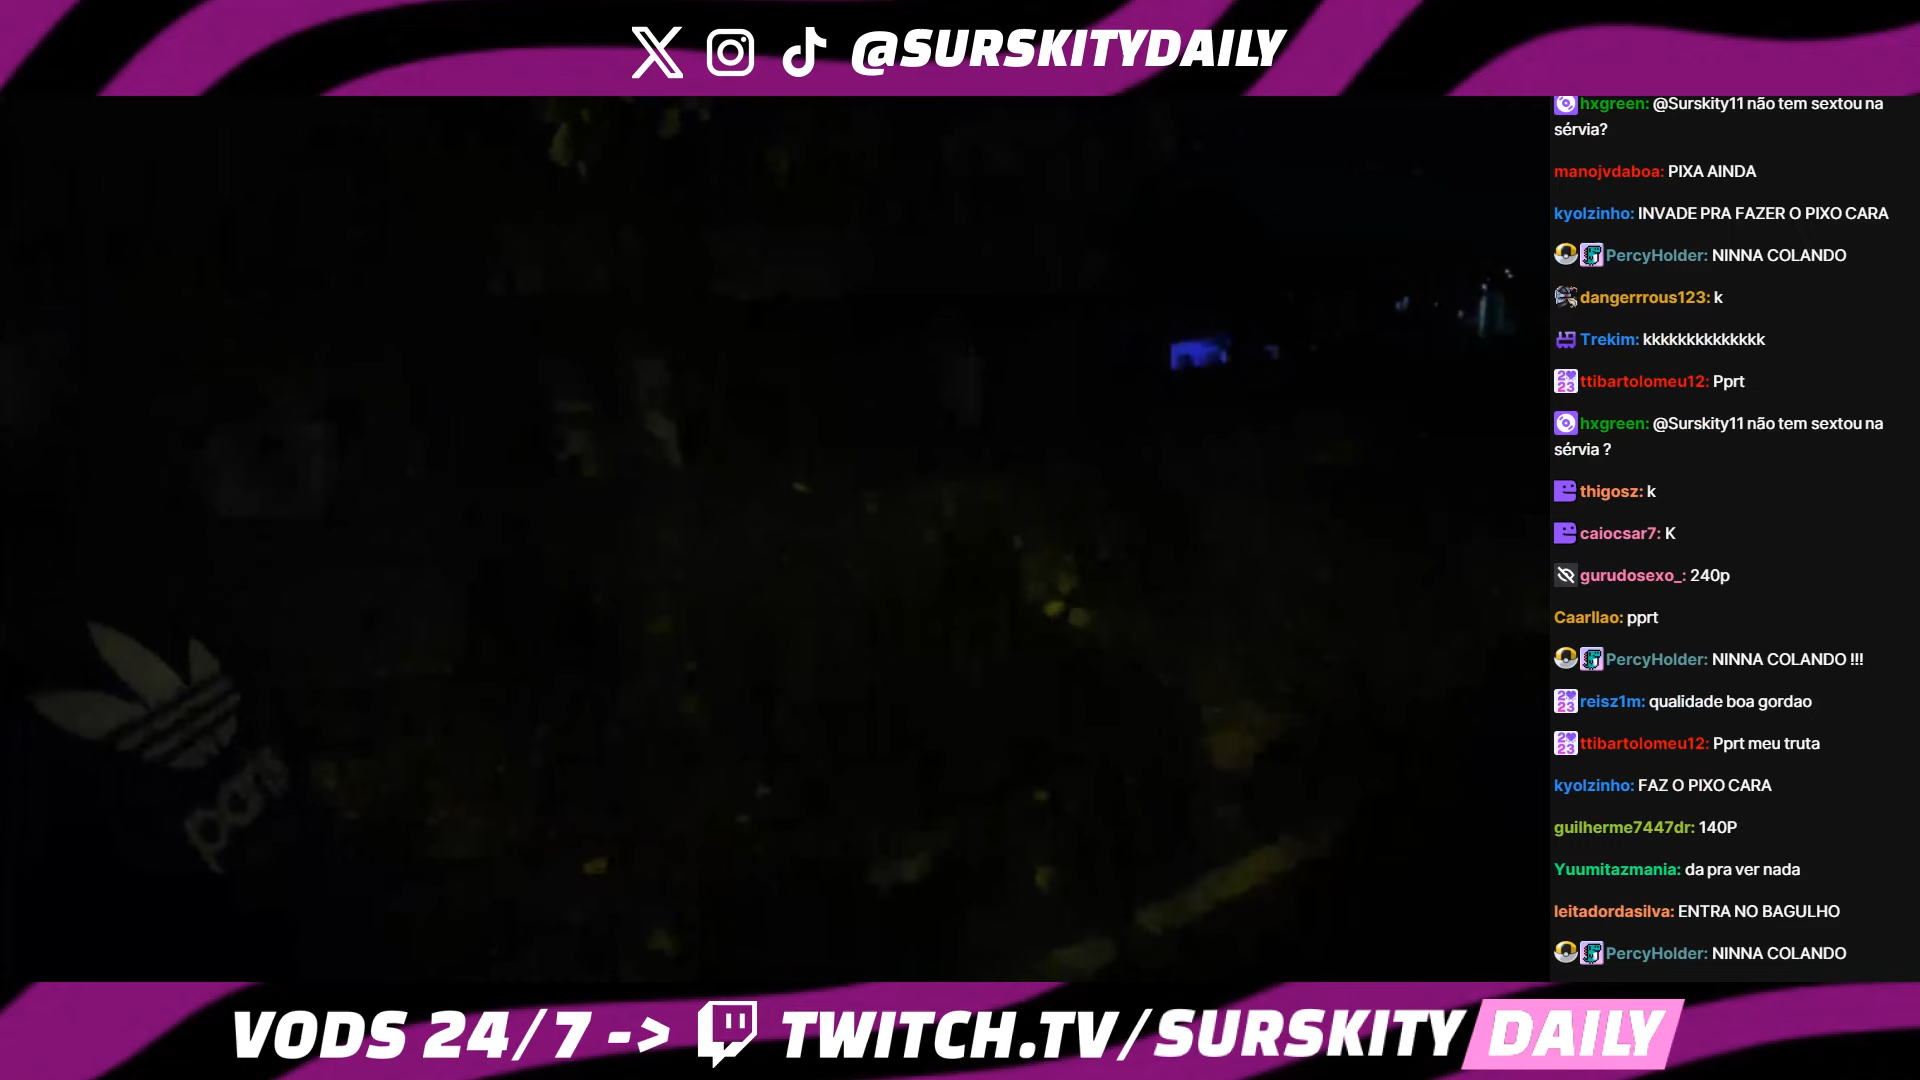 @SURSKITYDAILY
hxgreen: @Surskity11 não tem sextou na
sérvia?
manojvdaboa: PIXA AINDA
kyolzinho: INVADE PRA FAZER O PIXO CARA
PercyHolder: NINNA COLANDO
dangerrrous123: k
Trekim: kkkkkkkkkkkkkk
ttibartolomeu12: Pprt
hxgreen: @Surskity11 não tem sextou na
sérvia ?
thigosz: k
caiocsar7: K
gurudosexo_: 240p
Caarllao: pprt
PercyHolder: NINNA COLANDO !!!
reisz1m: qualidade boa gordao
ttibartolomeu12: Pprt meu truta
kyolzinho: FAZ O PIXO CARA
guilherme7447dr: 140P
Yuumitazmania: da pra ver nada
leitadordasilva: ENTRA NO BAGULHO
PercyHolder: NINNA COLANDO
VODS 24/7 -> TWITCH.TV/SURSKITY DAILY